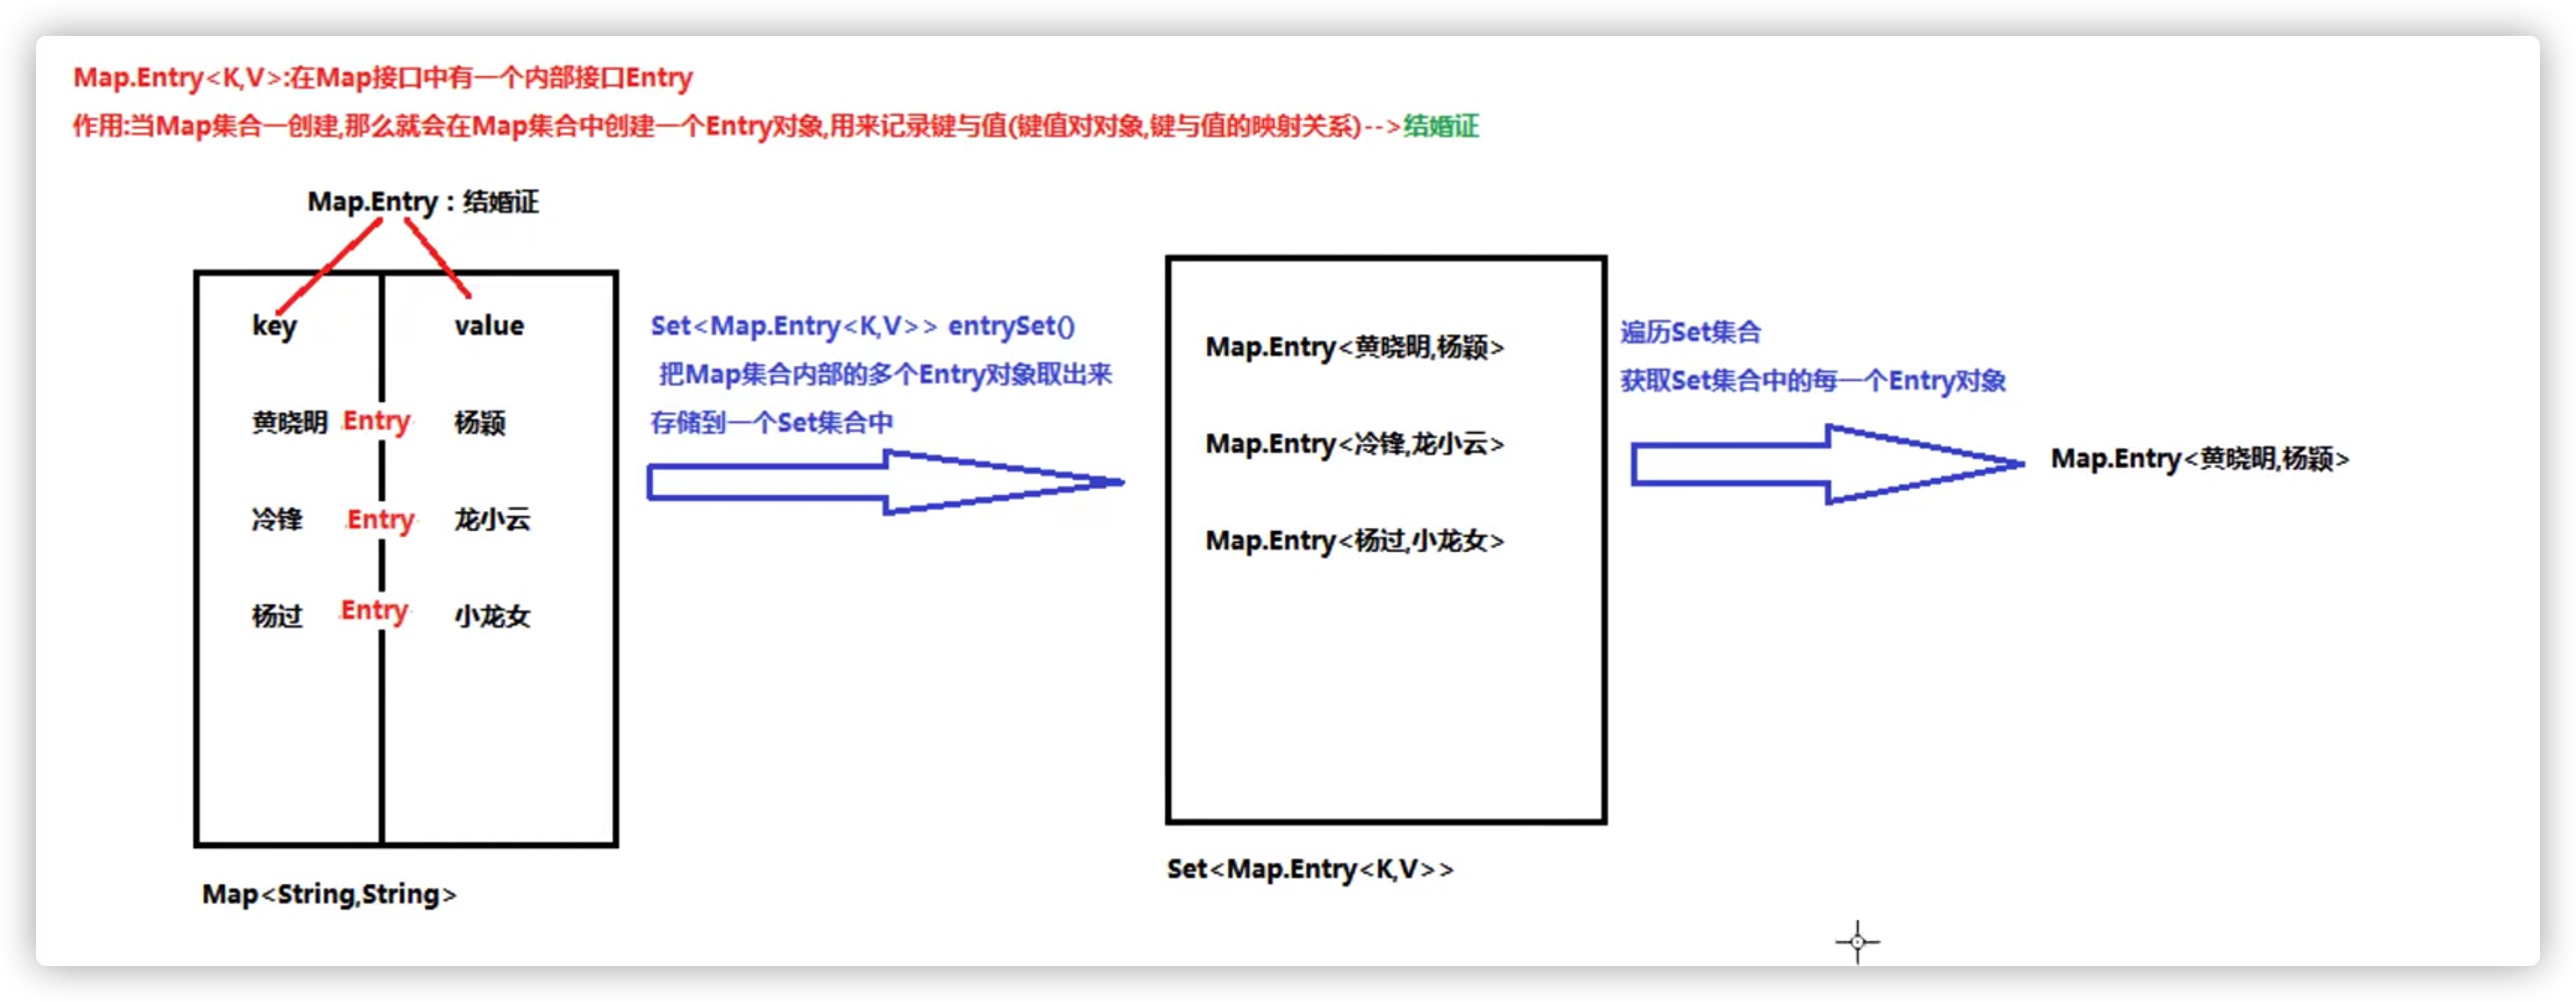 Map.Entry<K,V>:在Map接口中有一个内部接口Entry
作用:当Map集合一创建,那么就会在Map集合中创建一个Entry对象,用来记录键与值(键值对对象,键与值的映射关系)-->结婚证
Map.Entry：结婚证
key value
黄晓明 Entry 杨颖
冷锋 Entry 龙小云
杨过 Entry 小龙女
Map<String,String>
Set<Map.Entry<K,V>> entrySet()
把Map集合内部的多个Entry对象取出来
存储到一个Set集合中
Map.Entry<黄晓明,杨颖>
Map.Entry<冷锋,龙小云>
Map.Entry<杨过,小龙女>
Set<Map.Entry<K,V>>
遍历Set集合
获取Set集合中的每一个Entry对象
Map.Entry<黄晓明,杨颖>